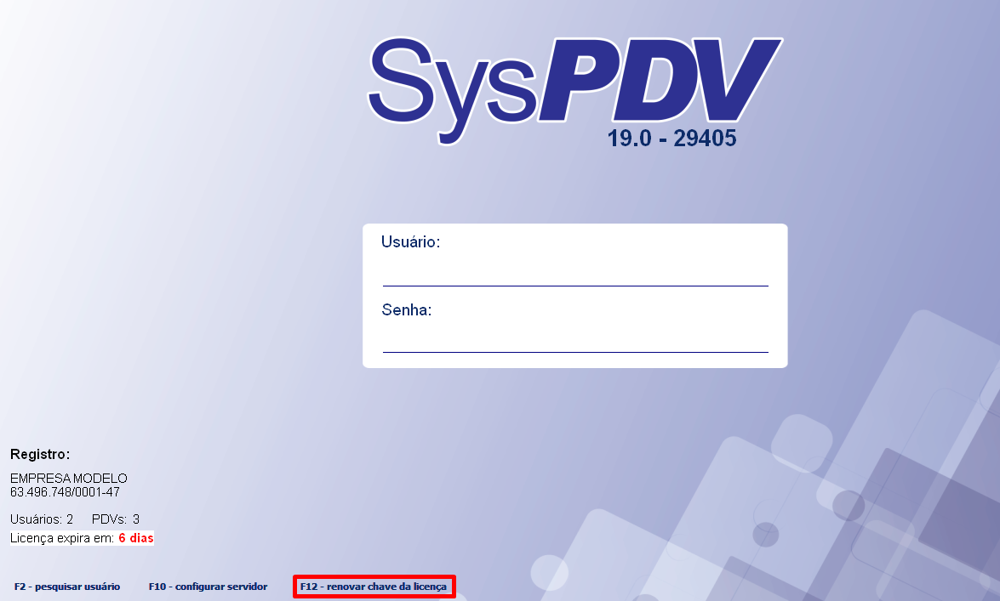 SysPDV
19.0 - 29405
Usuário:
Senha:
Registro:
EMPRESA MODELO
63.496.748/0001-47
Usuários: 2 PDVs: 3
Licença expira em: 6 dias
F2 - pesquisar usuário F10 - configurar servidor F12 - renovar chave da licença